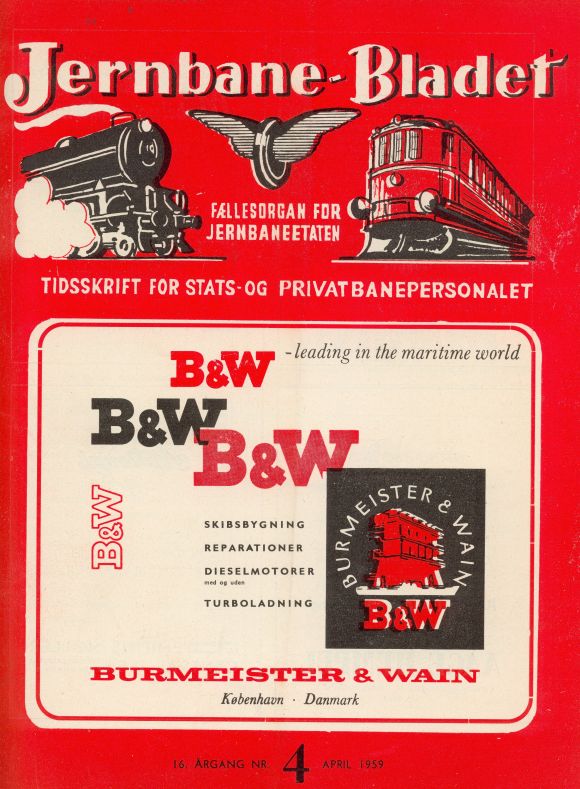 Jernbane-Bladet
FÆLLESORGAN FOR
JERNBANEETATEN
TIDSSKRIFT FOR STATS-OG PRIVATBANEPERSONALET
-leading in the maritime world
B&W
B&W
B&W
B&W
SKIBSBYGNING
REPARATIONER
DIESELMOTORER
med og uden
TURBOLADNING
BURMEISTER & WAIN
B&W
BURMEISTER & WAIN
København · Danmark
16. ÅRGANG NR. 4 APRIL 1959